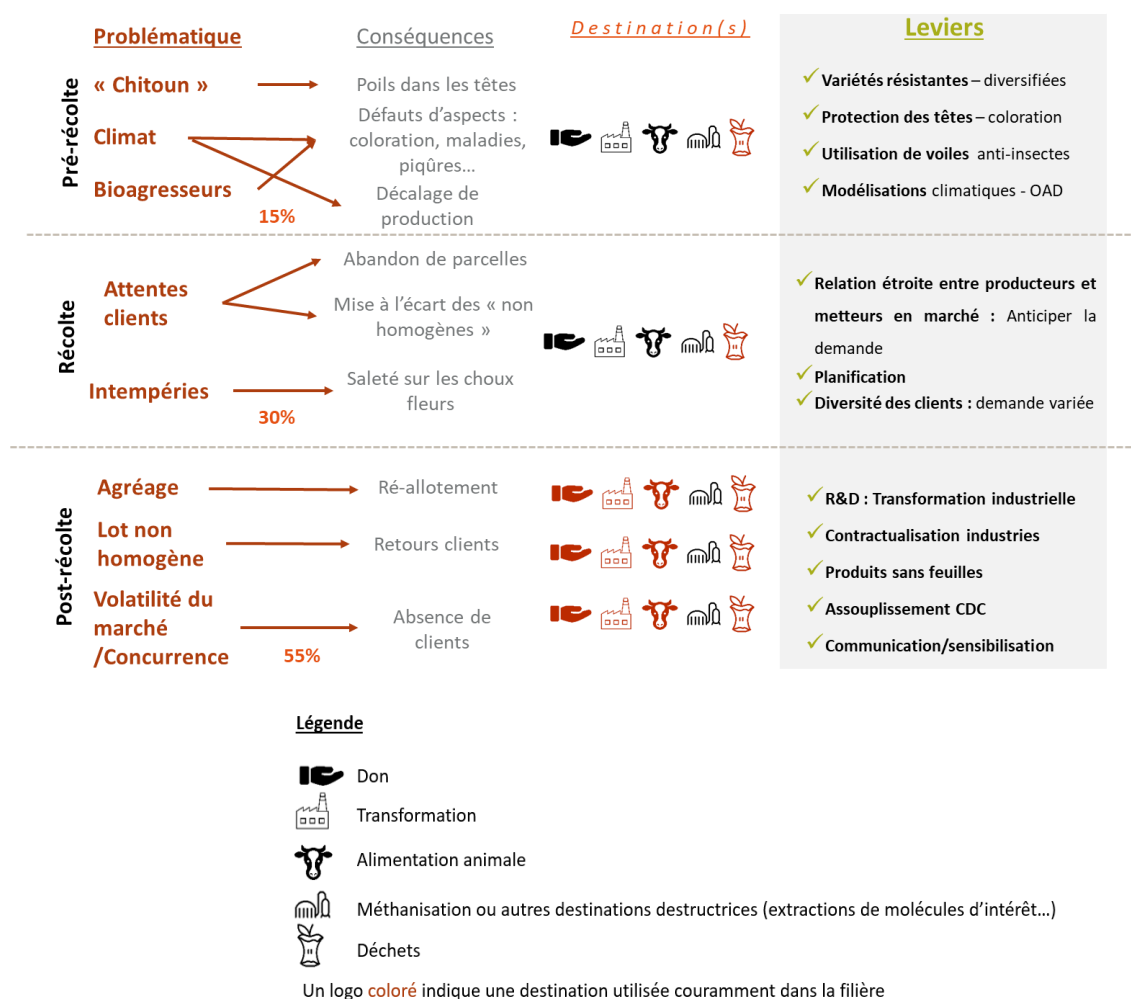 Problématique
Conséquences
Destination(s)
Leviers
Pré-récolte
« Chitoun »
Climat
Bioagresseurs
15%
Poils dans les têtes
Défauts d’aspects :
coloration, maladies,
piqûres…
Décalage de
production
Variétés résistantes – diversifiées
Protection des têtes – coloration
Utilisation de voiles anti-insectes
Modélisations climatiques - OAD
Récolte
Attentes
clients
Intempéries
30%
Abandon de parcelles
Mise à l’écart des « non
homogènes »
Saleté sur les choux
fleurs
Relation étroite entre producteurs et
metteurs en marché : Anticiper la
demande
Planification
Diversité des clients : demande variée
Post-récolte
Agréage
Lot non
homogène
Volatilité du
marché
/Concurrence
55%
Ré-allotement
Retours clients
Absence de
clients
R&D : Transformation industrielle
Contractualisation industries
Produits sans feuilles
Assouplissement CDC
Communication/sensibilisation
Légende
Don
Transformation
Alimentation animale
Méthanisation ou autres destinations destructrices (extractions de molécules d’intérêt…)
Déchets
Un logo coloré indique une destination utilisée couramment dans la filière